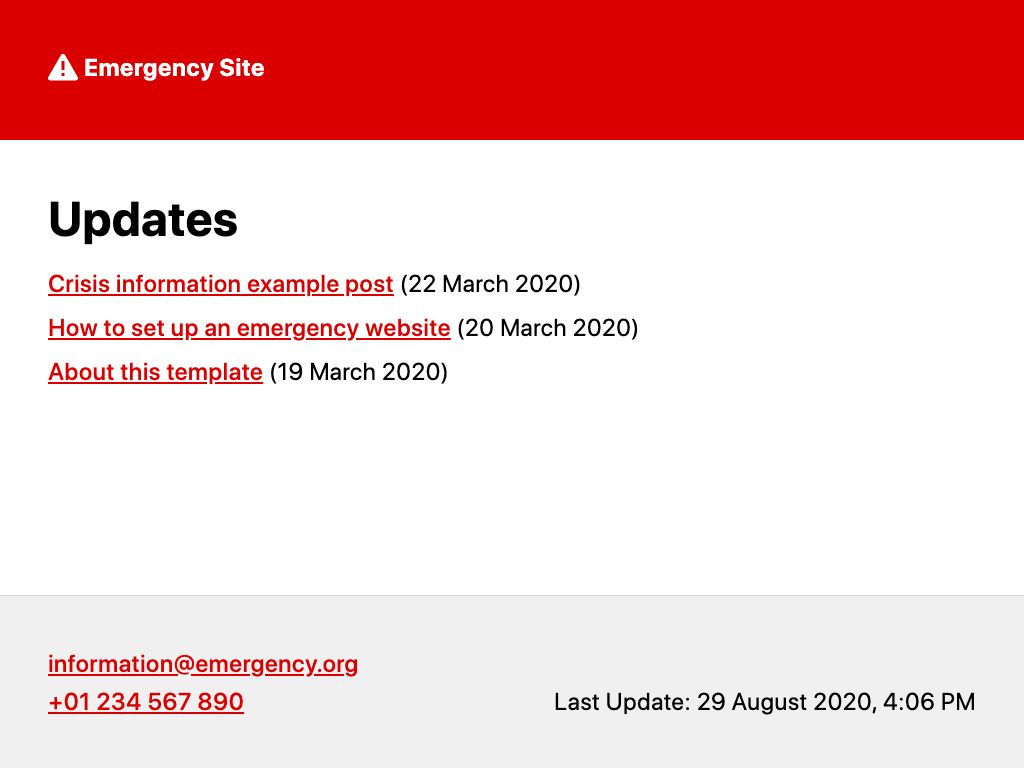 Emergency Site
Updates
Crisis information example post (22 March 2020)
How to set up an emergency website (20 March 2020)
About this template (19 March 2020)
information@emergency.org
+01 234 567 890
Last Update: 29 August 2020, 4:06 PM